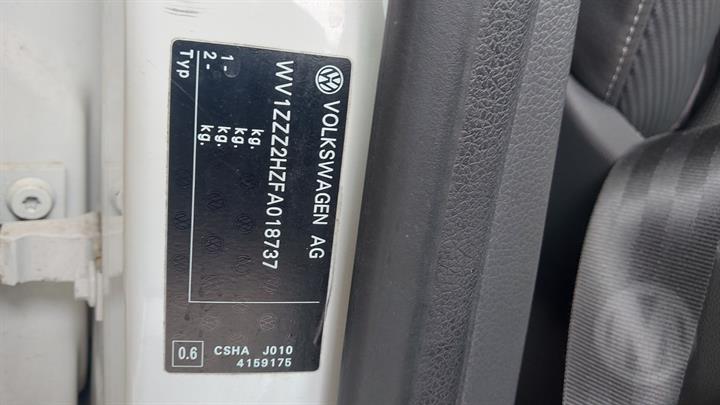 VOLKSWAGEN AG
WV1ZZZ2HZFA018737
kg.
kg.
1- kg.
2- kg.
Typ
0.6
CSHA J010
4159175